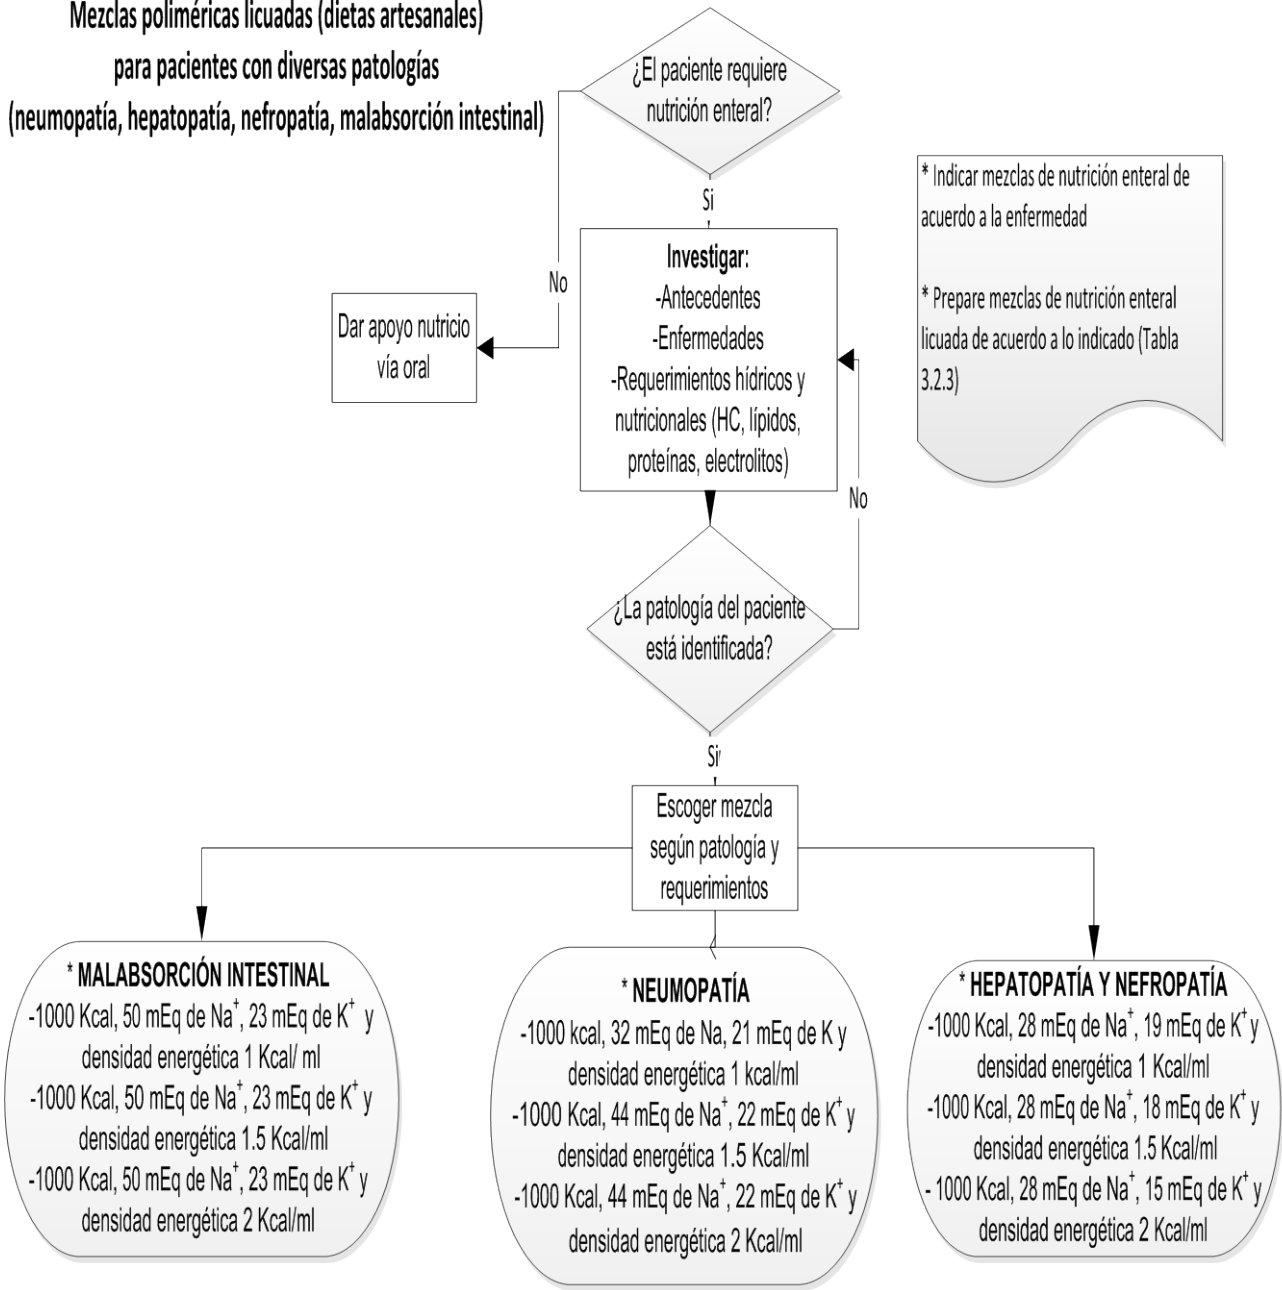 Mezclas poliméricas licuadas (dietas artesanales)
para pacientes con diversas patologías
(neumopatía, hepatopatía, nefropatía, malabsorción intestinal)
¿El paciente requiere
nutrición enteral?
Si
No
Dar apoyo nutricio
vía oral
Investigar:
-Antecedentes
-Enfermedades
-Requerimientos hídricos y
nutricionales (HC, lípidos,
proteínas, electrolitos)
* Indicar mezclas de nutrición enteral de
acuerdo a la enfermedad
* Prepare mezclas de nutrición enteral
licuada de acuerdo a lo indicado (Tabla
3.2.3)
No
¿La patología del paciente
está identificada?
Si
Escoger mezcla
según patología y
requerimientos
* MALABSORCIÓN INTESTINAL
-1000 Kcal, 50 mEq de Na⁺, 23 mEq de K⁺ y
densidad energética 1 Kcal/ ml
-1000 Kcal, 50 mEq de Na⁺, 23 mEq de K⁺ y
densidad energética 1.5 Kcal/ml
-1000 Kcal, 50 mEq de Na⁺, 23 mEq de K⁺ y
densidad energética 2 Kcal/ml
* NEUMOPATÍA
-1000 kcal, 32 mEq de Na, 21 mEq de K y
densidad energética 1 kcal/ml
-1000 Kcal, 44 mEq de Na⁺, 22 mEq de K⁺ y
densidad energética 1.5 Kcal/ml
-1000 Kcal, 44 mEq de Na⁺, 22 mEq de K⁺ y
densidad energética 2 Kcal/ml
* HEPATOPATÍA Y NEFROPATÍA
-1000 Kcal, 28 mEq de Na⁺, 19 mEq de K⁺ y
densidad energética 1 Kcal/ml
-1000 Kcal, 28 mEq de Na⁺, 18 mEq de K⁺ y
densidad energética 1.5 Kcal/ml
- 1000 Kcal, 28 mEq de Na⁺, 15 mEq de K⁺ y
densidad energética 2 Kcal/ml